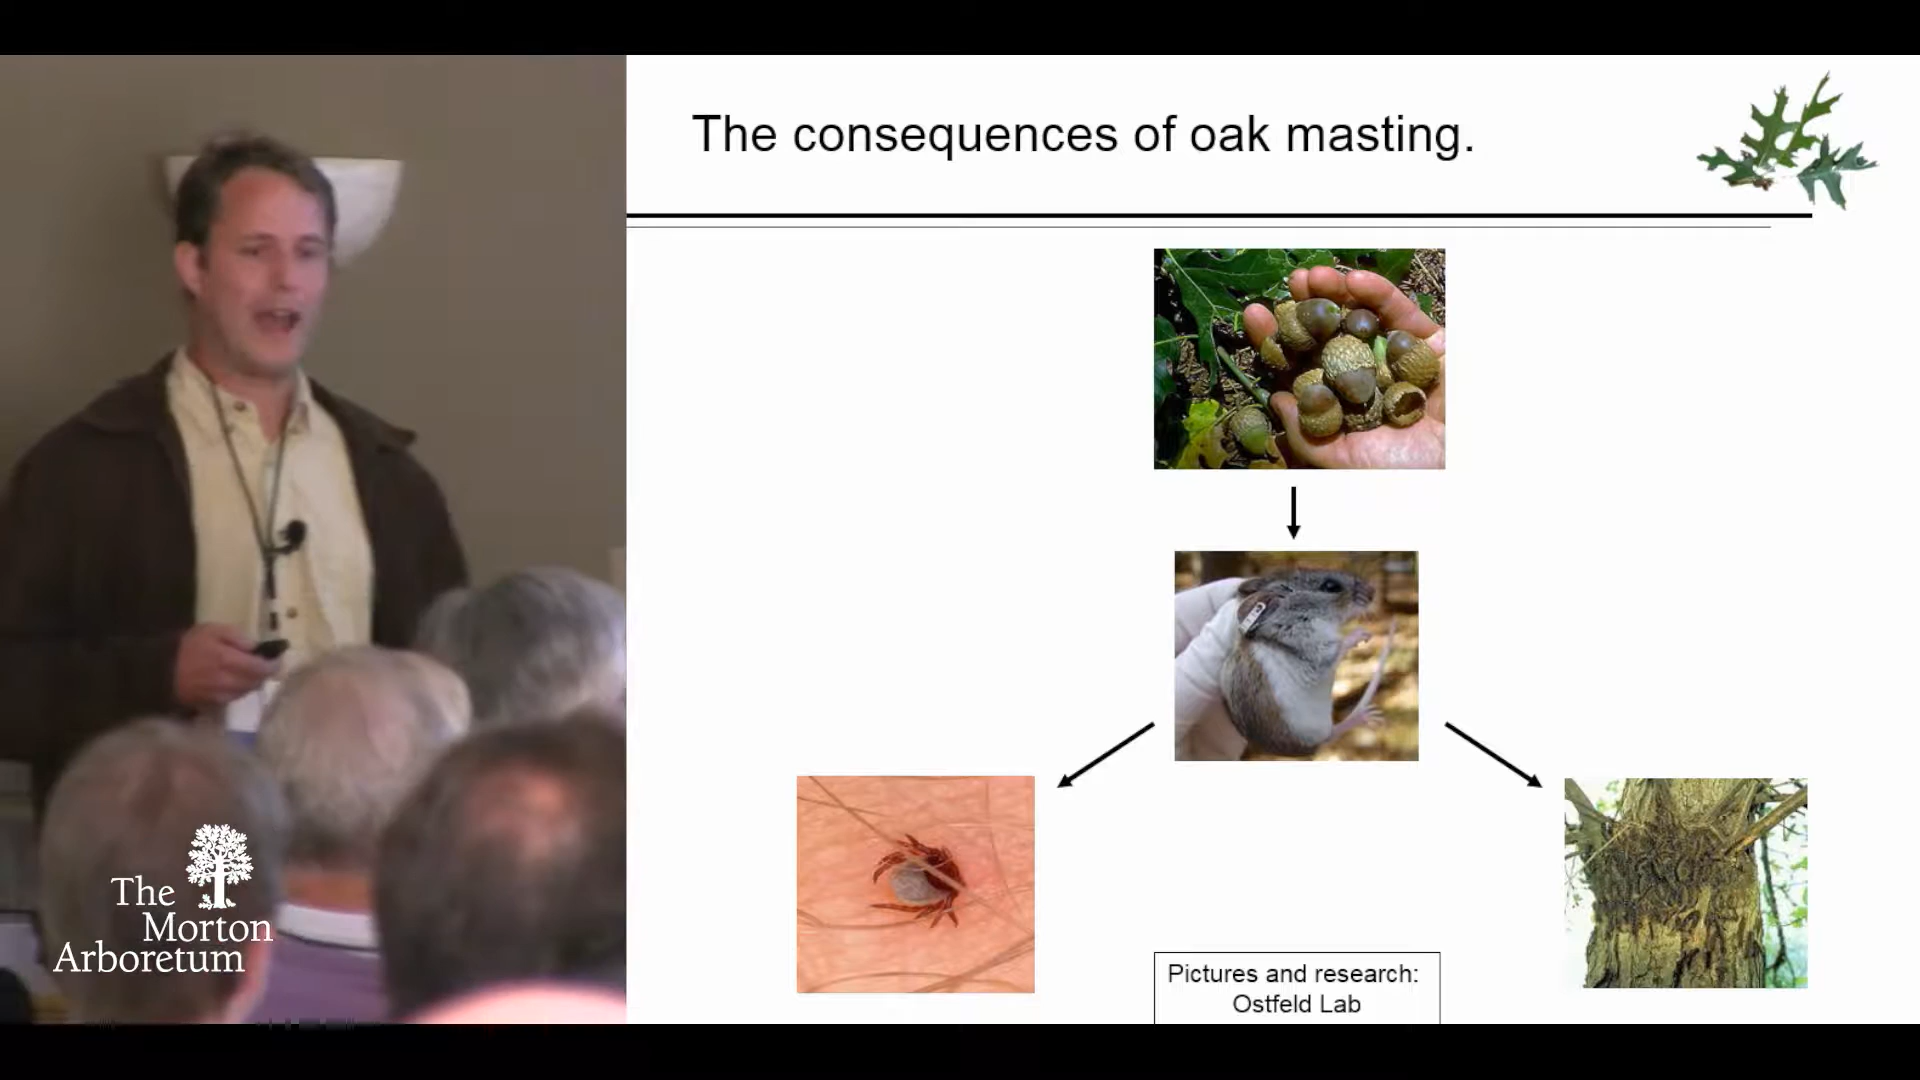 The consequences of oak masting.
Pictures and research:
Ostfeld Lab
The
Morton
Arboretum